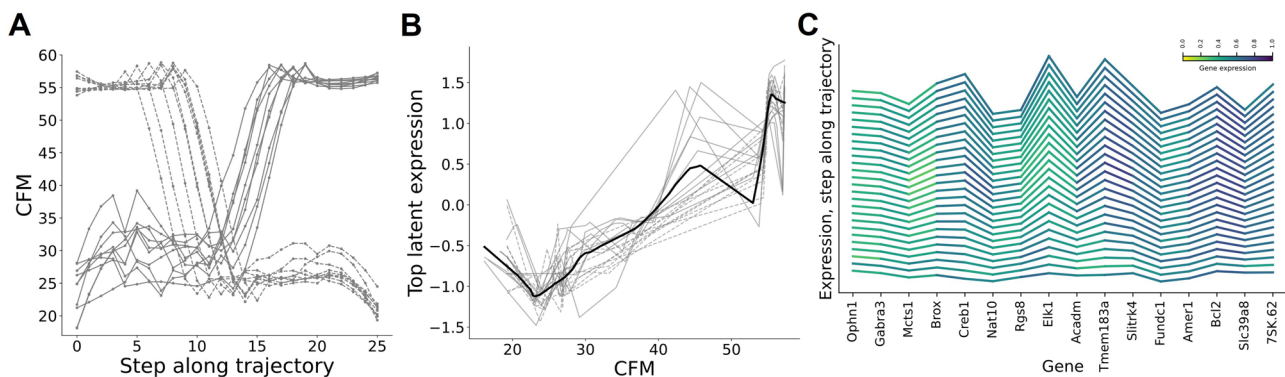 A
CFM
60
55
50
45
40
35
30
25
20
0
5
10
15
20
25
Step along trajectory
B
Top latent expression
1.5
1.0
0.5
0.0
−0.5
−1.0
−1.5
20
30
40
50
CFM
C
Expression, step along trajectory
0.0
0.2
0.4
0.6
0.8
1.0
Gene expression
Ophn1
Gabra3
Mcts1
Brox
Creb1
Nat10
Rgs8
Elk1
Acadm
Tmem183a
Slitrk4
Fundc1
Amer1
Bcl2
Slc39a8
7SK.62
Gene